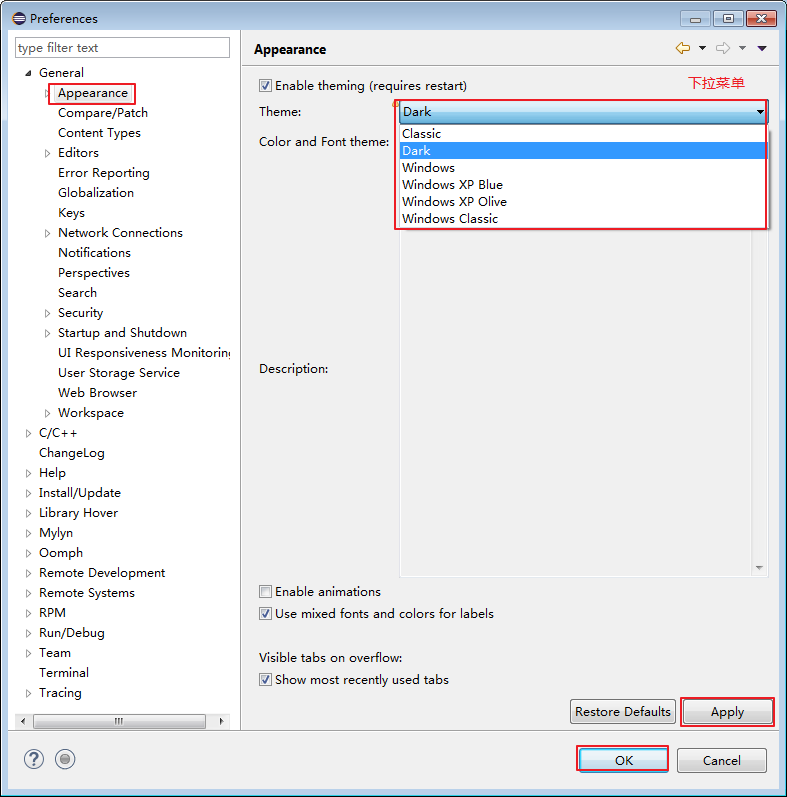 Preferences
type filter text
General
Appearance
Compare/Patch
Content Types
Editors
Error Reporting
Globalization
Keys
Network Connections
Notifications
Perspectives
Search
Security
Startup and Shutdown
UI Responsiveness Monitoring
User Storage Service
Web Browser
Workspace
C/C++
ChangeLog
Help
Install/Update
Library Hover
Mylyn
Oomph
Remote Development
Remote Systems
RPM
Run/Debug
Team
Terminal
Tracing
Appearance
Enable theming (requires restart)
下拉菜单
Theme: Dark
Classic
Color and Font theme: Dark
Windows
Windows XP Blue
Windows XP Olive
Windows Classic
Description:
Enable animations
Use mixed fonts and colors for labels
Visible tabs on overflow:
Show most recently used tabs
Restore Defaults Apply
OK Cancel